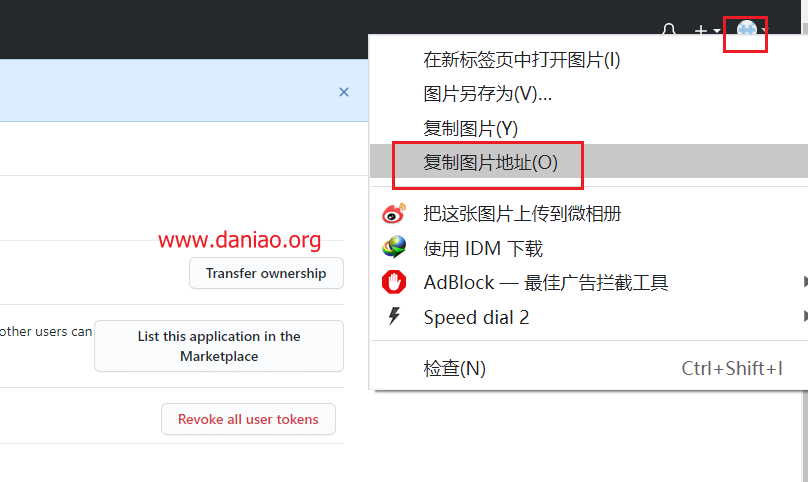 在新标签页中打开图片(I)
图片另存为(V)...
复制图片(Y)
复制图片地址(O)
把这张图片上传到微相册
www.daniao.org
使用 IDM 下载
Transfer ownership
AdBlock — 最佳广告拦截工具
Speed dial 2
other users can
List this application in the
Marketplace
检查(N) Ctrl+Shift+I
Revoke all user tokens